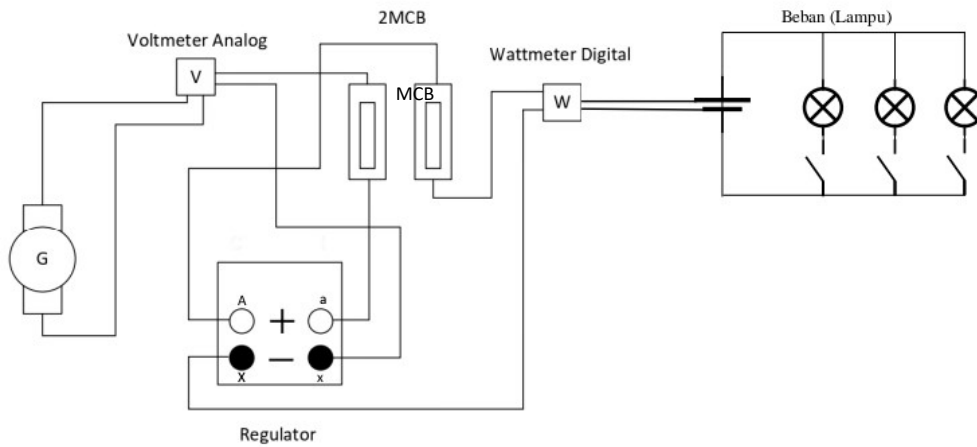 Beban (Lampu)
2MCB
Voltmeter Analog
Wattmeter Digital
V
MCB
W
G
A
a
X
x
Regulator